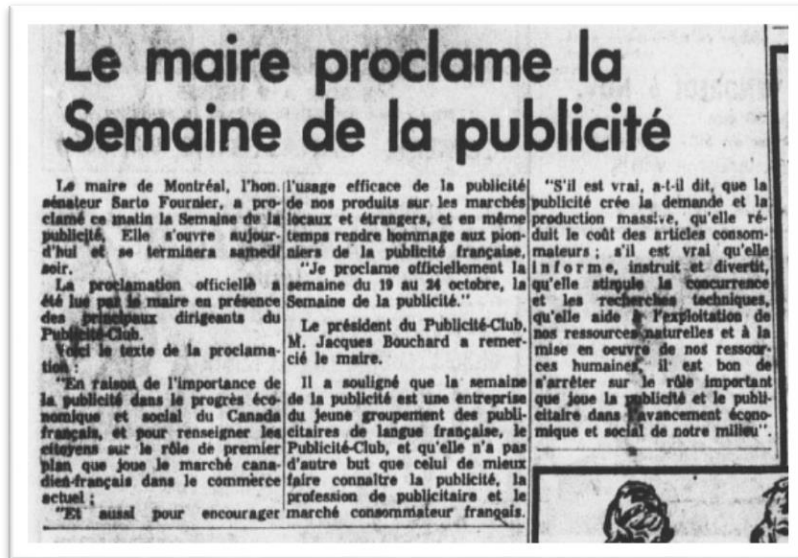 Le maire proclame la
Semaine de la publicité
Le maire de Montréal, l'hon.
sénateur Sarto Fournier, a pro-
clamé ce matin la Semaine de la
publicité. Elle s'ouvre aujour-
d'hui et se terminera samedi
soir.
La proclamation officielle a
été lue par le maire en présence
des principaux dirigeants du
Publicité-Club.
Voici le texte de la proclama-
tion :
"En raison de l'importance de
la publicité dans le progrès éco-
nomique et social du Canada
français, et pour renseigner les
citoyens sur le rôle de premier
plan que joue le marché cana-
dien-français dans le commerce
actuel ;
"Et aussi pour encourager
l'usage efficace de la publicité
de nos produits sur les marchés
locaux et étrangers, et en même
temps rendre hommage aux pion-
niers de la publicité française,
"Je proclame officiellement la
semaine du 19 au 24 octobre, la
Semaine de la publicité."
Le président du Publicité-Club,
M. Jacques Bouchard a remer-
cié le maire.
Il a souligné que la semaine
de la publicité est une entreprise
du jeune groupement des publi-
citaires de langue française, le
Publicité-Club, et qu'elle n'a pas
d'autre but que celui de mieux
faire connaître la publicité, la
profession de publicitaire et le
marché consommateur français.
"S'il est vrai, a-t-il dit, que la
publicité crée la demande et la
production massive, qu'elle ré-
duit le coût des articles consom-
mateurs ; s'il est vrai qu'elle
informe, instruit et divertit,
qu'elle stimule la concurrence
et les recherches techniques,
qu'elle aide à l'exploitation de
nos ressources naturelles et à la
mise en oeuvre de nos ressour-
ces humaines, il est bon de
s'arrêter sur le rôle important
que joue la publicité et le publi-
citaire dans l'avancement écono-
mique et social de notre milieu".